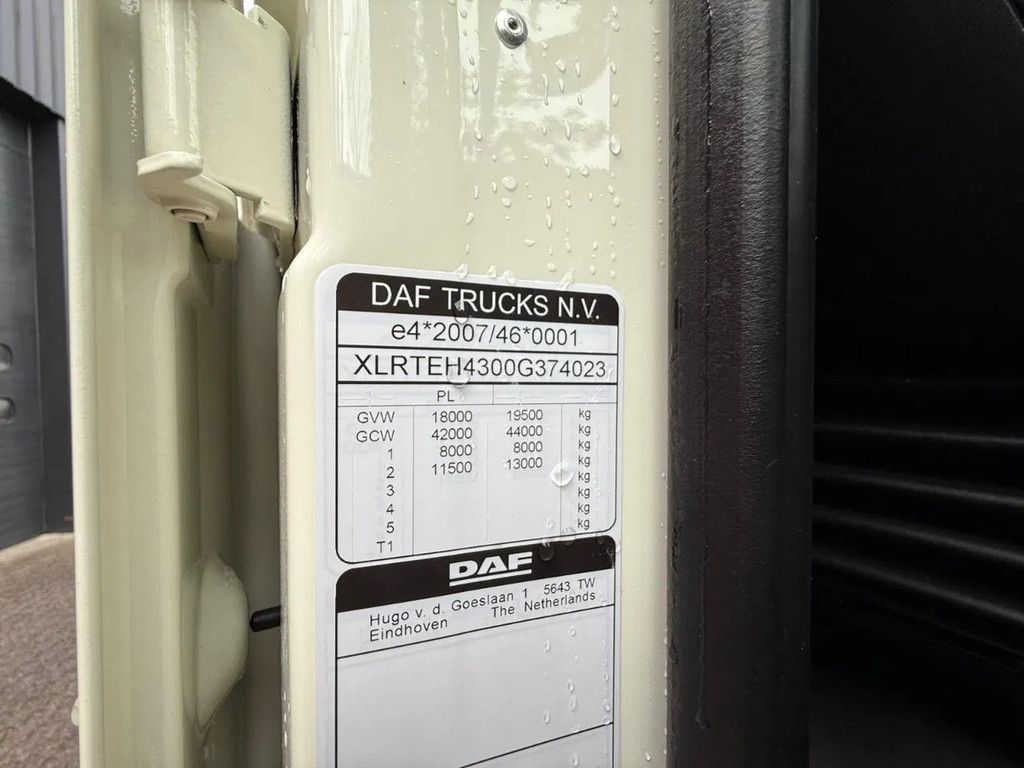 DAF TRUCKS N.V.
e4*2007/46*0001
XLRTEH4300G374023
PL
GVW 18000 19500 kg
GCW 42000 44000 kg
1 8000 8000 kg
2 11500 13000 kg
3 kg
4 kg
5 kg
T1 kg
DAF
Hugo v. d. Goeslaan 1 5643 TW
Eindhoven The Netherlands